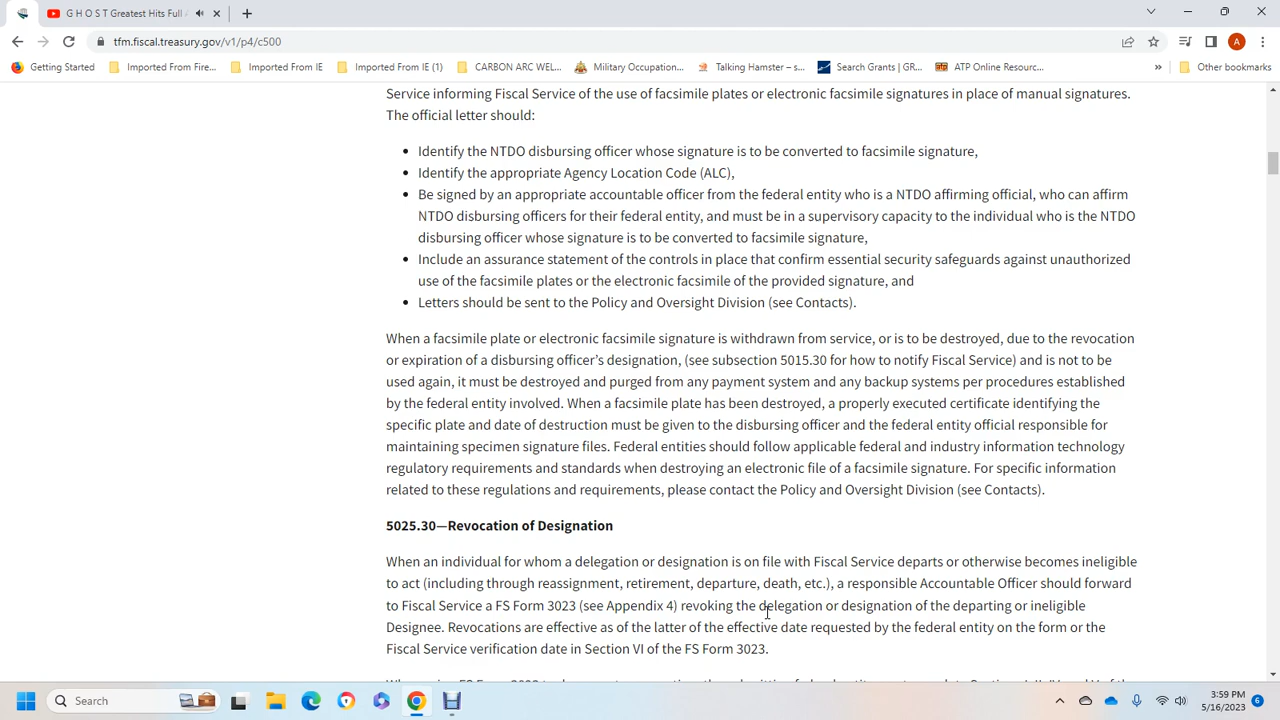 G H O S T Greatest Hits Full A
tfm.fiscal.treasury.gov/v1/p4/c500
A
Getting Started
Imported From Fire...
Imported From IE
Imported From IE (1)
CARBON ARC WEL...
Military Occupation...
Talking Hamster – s...
Search Grants | GR...
ATP Online Resourc...
»
Other bookmarks
Service informing Fiscal Service of the use of facsimile plates or electronic facsimile signatures in place of manual signatures.
The official letter should:
• Identify the NTDO disbursing officer whose signature is to be converted to facsimile signature,
• Identify the appropriate Agency Location Code (ALC),
• Be signed by an appropriate accountable officer from the federal entity who is a NTDO affirming official, who can affirm
NTDO disbursing officers for their federal entity, and must be in a supervisory capacity to the individual who is the NTDO
disbursing officer whose signature is to be converted to facsimile signature,
• Include an assurance statement of the controls in place that confirm essential security safeguards against unauthorized
use of the facsimile plates or the electronic facsimile of the provided signature, and
• Letters should be sent to the Policy and Oversight Division (see Contacts).
When a facsimile plate or electronic facsimile signature is withdrawn from service, or is to be destroyed, due to the revocation
or expiration of a disbursing officer’s designation, (see subsection 5015.30 for how to notify Fiscal Service) and is not to be
used again, it must be destroyed and purged from any payment system and any backup systems per procedures established
by the federal entity involved. When a facsimile plate has been destroyed, a properly executed certificate identifying the
specific plate and date of destruction must be given to the disbursing officer and the federal entity official responsible for
maintaining specimen signature files. Federal entities should follow applicable federal and industry information technology
regulatory requirements and standards when destroying an electronic file of a facsimile signature. For specific information
related to these regulations and requirements, please contact the Policy and Oversight Division (see Contacts).
5025.30—Revocation of Designation
When an individual for whom a delegation or designation is on file with Fiscal Service departs or otherwise becomes ineligible
to act (including through reassignment, retirement, departure, death, etc.), a responsible Accountable Officer should forward
to Fiscal Service a FS Form 3023 (see Appendix 4) revoking the delegation or designation of the departing or ineligible
Designee. Revocations are effective as of the latter of the effective date requested by the federal entity on the form or the
Fiscal Service verification date in Section VI of the FS Form 3023.
Search
3:59 PM
5/16/2023
6